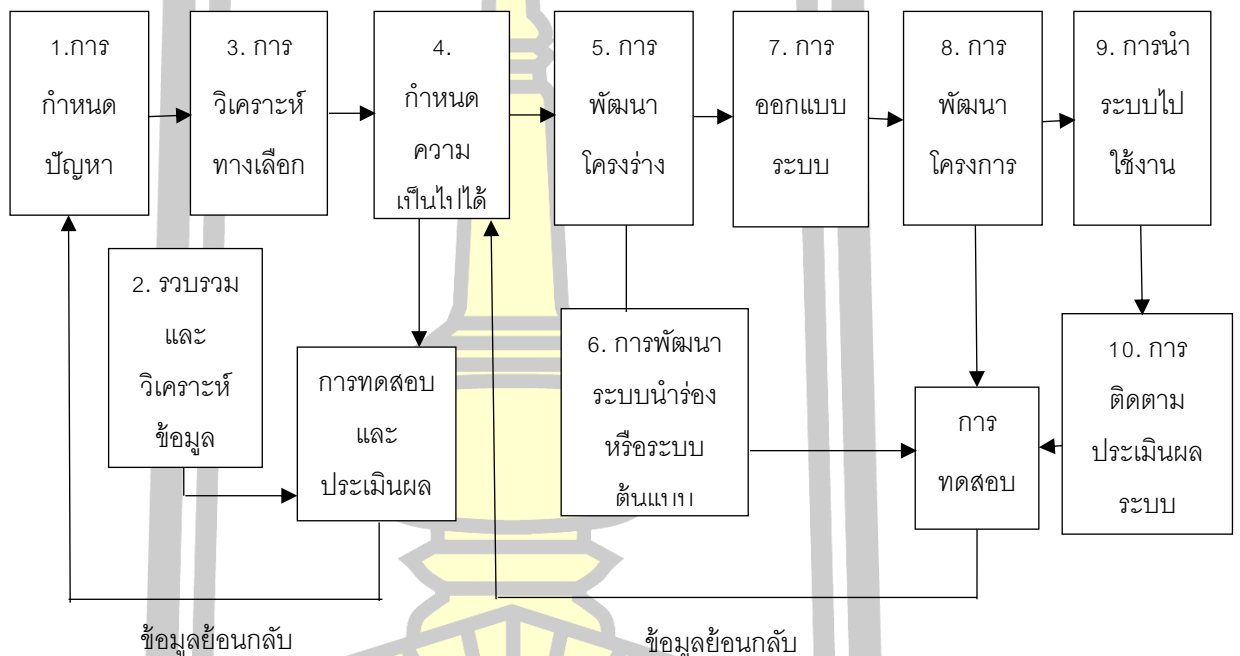 1.การ
กำหนด
ปัญหา
3. การ
วิเคราะห์
ทางเลือก
4.
กำหนด
ความ
เป็นไปได้
5. การ
พัฒนา
โครงร่าง
7. การ
ออกแบบ
ระบบ
8. การ
พัฒนา
โครงการ
9. การนำ
ระบบไป
ใช้งาน
2. รวบรวม
และ
วิเคราะห์
ข้อมูล
การทดสอบ
และ
ประเมินผล
6. การพัฒนา
ระบบนำร่อง
หรือระบบ
ต้นแบบ
การ
ทดสอบ
10. การ
ติดตาม
ประเมินผล
ระบบ
ข้อมูลย้อนกลับ
ข้อมูลย้อนกลับ